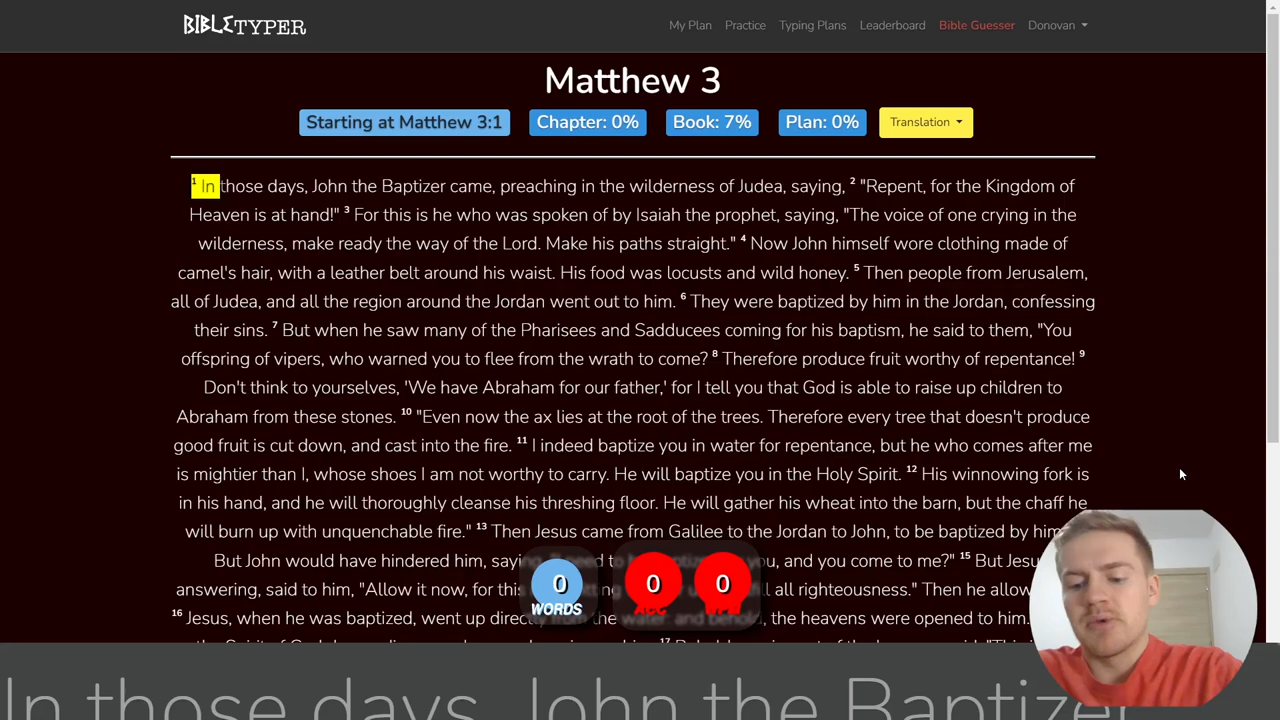 BIBLETYPER
My Plan Practice Typing Plans Leaderboard Bible Guesser Donovan
Matthew 3
Starting at Matthew 3:1 Chapter: 0% Book: 7% Plan: 0% Translation
1 In those days, John the Baptizer came, preaching in the wilderness of Judea, saying, 2 "Repent, for the Kingdom of
Heaven is at hand!" 3 For this is he who was spoken of by Isaiah the prophet, saying, "The voice of one crying in the
wilderness, make ready the way of the Lord. Make his paths straight." 4 Now John himself wore clothing made of
camel's hair, with a leather belt around his waist. His food was locusts and wild honey. 5 Then people from Jerusalem,
all of Judea, and all the region around the Jordan went out to him. 6 They were baptized by him in the Jordan, confessing
their sins. 7 But when he saw many of the Pharisees and Sadducees coming for his baptism, he said to them, "You
offspring of vipers, who warned you to flee from the wrath to come? 8 Therefore produce fruit worthy of repentance! 9
Don't think to yourselves, 'We have Abraham for our father,' for I tell you that God is able to raise up children to
Abraham from these stones. 10 "Even now the ax lies at the root of the trees. Therefore every tree that doesn't produce
good fruit is cut down, and cast into the fire. 11 I indeed baptize you in water for repentance, but he who comes after me
is mightier than I, whose shoes I am not worthy to carry. He will baptize you in the Holy Spirit. 12 His winnowing fork is
in his hand, and he will thoroughly cleanse his threshing floor. He will gather his wheat into the barn, but the chaff he
will burn up with unquenchable fire." 13 Then Jesus came from Galilee to the Jordan to John, to be baptized by
But John would have hindered him, you, and you come to me?" 15 But
answering, said to him, "Allow it now, for this all righteousness." Then he
16 Jesus, when he was baptized, went up the water: and behold, the heavens were opened to him.
0 0 0
WORDS ACC WPM
In those days, John the Baptizer